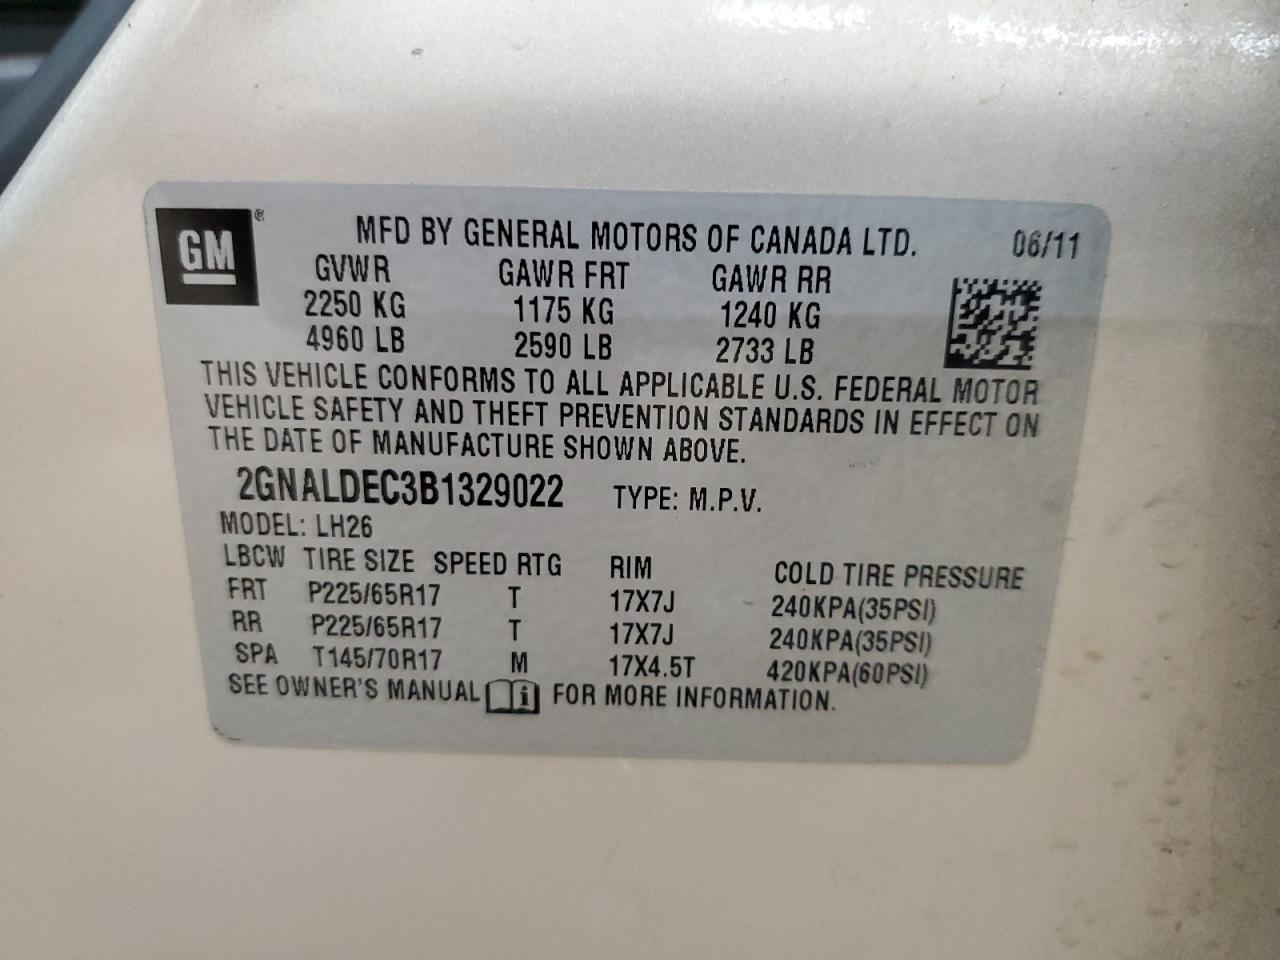 GM ®
MFD BY GENERAL MOTORS OF CANADA LTD. 06/11
GVWR GAWR FRT GAWR RR
2250 KG 1175 KG 1240 KG
4960 LB 2590 LB 2733 LB
THIS VEHICLE CONFORMS TO ALL APPLICABLE U.S. FEDERAL MOTOR
VEHICLE SAFETY AND THEFT PREVENTION STANDARDS IN EFFECT ON
THE DATE OF MANUFACTURE SHOWN ABOVE.
2GNALDEC3B1329022 TYPE: M.P.V.
MODEL: LH26
LBCW TIRE SIZE SPEED RTG RIM COLD TIRE PRESSURE
FRT P225/65R17 T 17X7J 240KPA(35PSI)
RR P225/65R17 T 17X7J 240KPA(35PSI)
SPA T145/70R17 M 17X4.5T 420KPA(60PSI)
SEE OWNER'S MANUAL i FOR MORE INFORMATION.